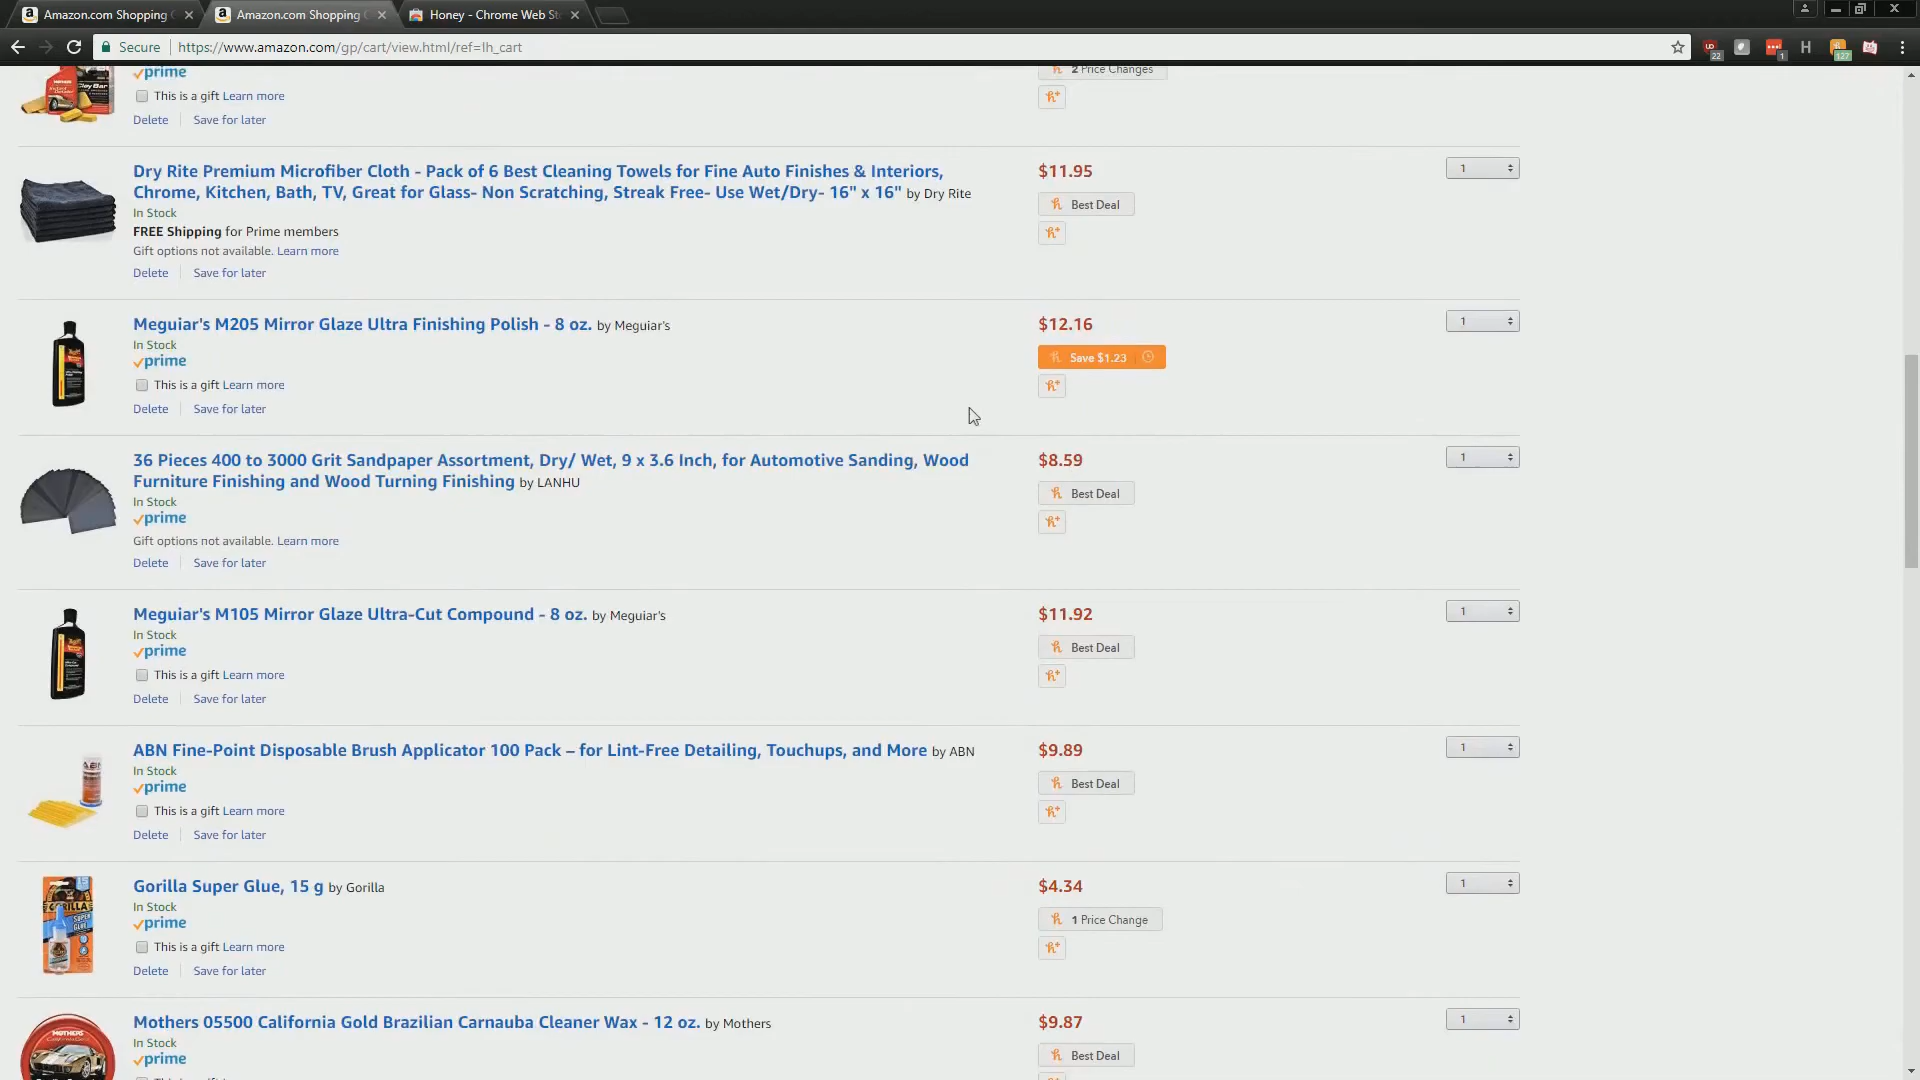 Amazon.com Shopping C
Amazon.com Shopping C
Honey - Chrome Web St
Secure
https://www.amazon.com/gp/cart/view.html/ref=lh_cart
22
1
H
127
prime
2 Price Changes
This is a gift Learn more
Delete
Save for later
Dry Rite Premium Microfiber Cloth - Pack of 6 Best Cleaning Towels for Fine Auto Finishes & Interiors,
Chrome, Kitchen, Bath, TV, Great for Glass- Non Scratching, Streak Free- Use Wet/Dry- 16" x 16" by Dry Rite
$11.95
1
In Stock
Best Deal
FREE Shipping for Prime members
Gift options not available. Learn more
Delete
Save for later
Meguiar's M205 Mirror Glaze Ultra Finishing Polish - 8 oz. by Meguiar's
$12.16
1
In Stock
prime
Save $1.23
This is a gift Learn more
Delete
Save for later
36 Pieces 400 to 3000 Grit Sandpaper Assortment, Dry/ Wet, 9 x 3.6 Inch, for Automotive Sanding, Wood
Furniture Finishing and Wood Turning Finishing by LANHU
$8.59
1
In Stock
Best Deal
prime
Gift options not available. Learn more
Delete
Save for later
Meguiar's M105 Mirror Glaze Ultra-Cut Compound - 8 oz. by Meguiar's
$11.92
1
In Stock
prime
Best Deal
This is a gift Learn more
Delete
Save for later
ABN Fine-Point Disposable Brush Applicator 100 Pack – for Lint-Free Detailing, Touchups, and More by ABN
$9.89
1
In Stock
prime
Best Deal
This is a gift Learn more
Delete
Save for later
GORILLA
SUPER
GLUE
Gorilla Super Glue, 15 g by Gorilla
$4.34
1
In Stock
prime
1 Price Change
This is a gift Learn more
Delete
Save for later
MOTHERS
Mothers 05500 California Gold Brazilian Carnauba Cleaner Wax - 12 oz. by Mothers
$9.87
1
In Stock
prime
Best Deal